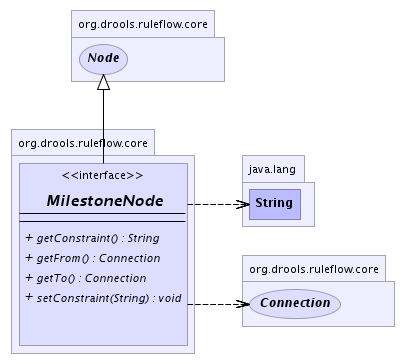 org.drools.ruleflow.core
Node
org.drools.ruleflow.core
<<interface>>
MilestoneNode
+ getConstraint() : String
+ getFrom() : Connection
+ getTo() : Connection
+ setConstraint(String) : void
java.lang
String
org.drools.ruleflow.core
Connection